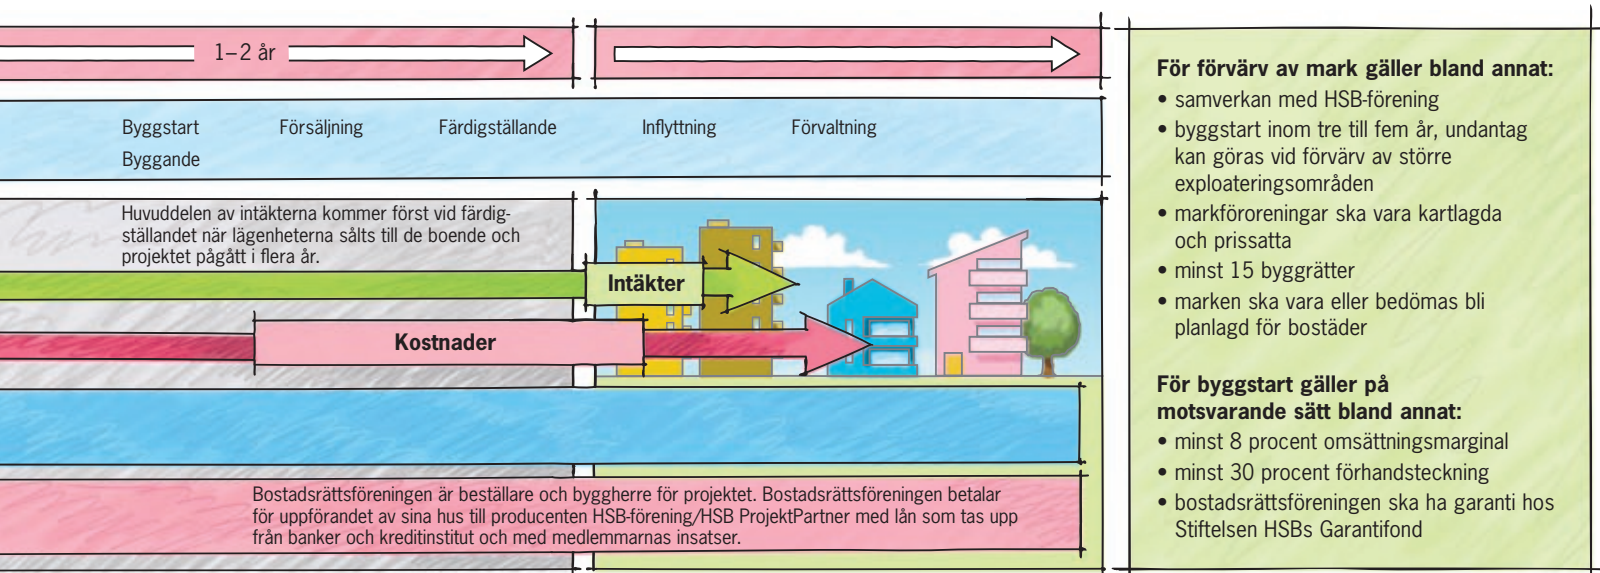 1–2 år
Byggstart Försäljning Färdigställande Inflyttning Förvaltning
Byggande
Huvuddelen av intäkterna kommer först vid färdig-
ställandet när lägenheterna sålts till de boende och
projektet pågått i flera år.
Intäkter
Kostnader
Bostadsrättsföreningen är beställare och byggherre för projektet. Bostadsrättsföreningen betalar
för uppförandet av sina hus till producenten HSB-förening/HSB ProjektPartner med lån som tas upp
från banker och kreditinstitut och med medlemmarnas insatser.
För förvärv av mark gäller bland annat:
• samverkan med HSB-förening
• byggstart inom tre till fem år, undantag
kan göras vid förvärv av större
exploateringsområden
• markföroreningar ska vara kartlagda
och prissatta
• minst 15 byggrätter
• marken ska vara eller bedömas bli
planlagd för bostäder
För byggstart gäller på
motsvarande sätt bland annat:
• minst 8 procent omsättningsmarginal
• minst 30 procent förhandsteckning
• bostadsrättsföreningen ska ha garanti hos
Stiftelsen HSBs Garantifond